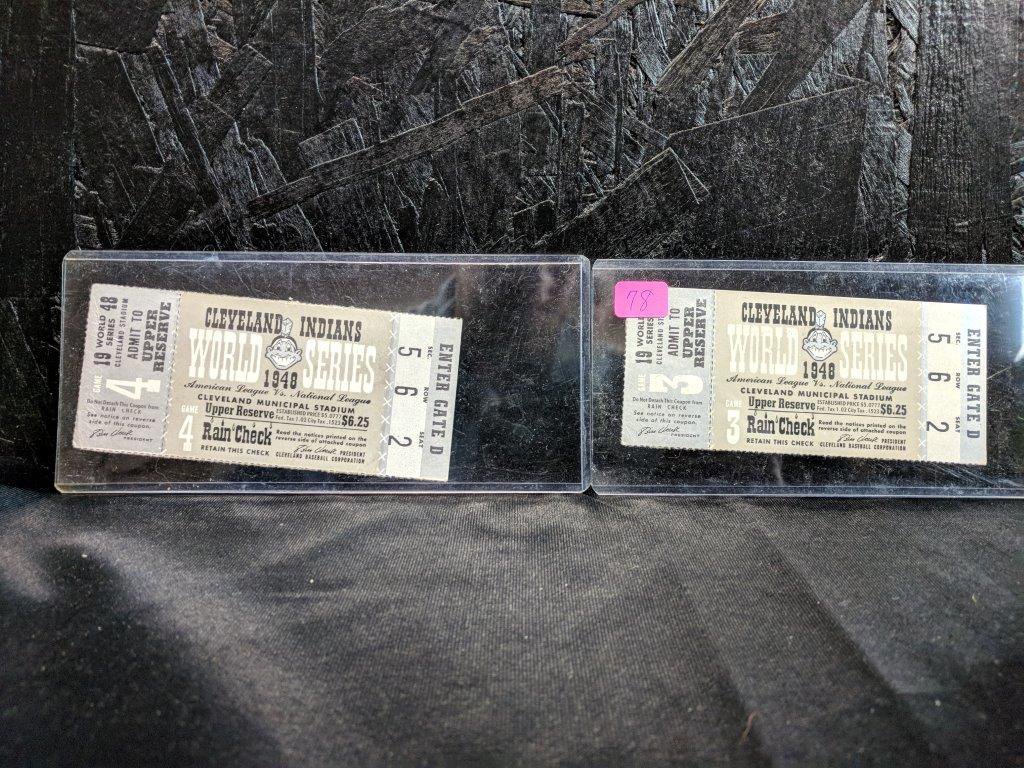 19 WORLD SERIES 48
CLEVELAND STADIUM
ADMIT TO
UPPER
RESERVE
GAME
4
Do Not Detach This Coupon from
RAIN CHECK
See notice on reverse
side of this coupon.
PRESIDENT
CLEVELAND INDIANS
WORLD SERIES
1948
American League Vs. National League
CLEVELAND MUNICIPAL STADIUM
GAME
4
Upper Reserve
ESTABLISHED PRICE $5.077
Fed. Tax 1.02 City Tax .1523
$6.25
Rain Check
Read the notices printed on the
reverse side of attached coupon
RETAIN THIS CHECK
PRESIDENT
CLEVELAND BASEBALL CORPORATION
SEC. ROW SEAT
5 6 2
ENTER GATE D
78
19 WORLD SERIES
CLEVELAND STADIUM
ADMIT TO
UPPER
RESERVE
3
Do Not Detach This Coupon from
RAIN CHECK
See notice on reverse
side of this coupon.
PRESIDENT
CLEVELAND INDIANS
WORLD SERIES
1948
American League Vs. National League
CLEVELAND MUNICIPAL STADIUM
GAME
3
Upper Reserve
ESTABLISHED PRICE $5.077
Fed. Tax 1.02 City Tax .1523
$6.25
Rain Check
Read the notices printed on the
reverse side of attached coupon
RETAIN THIS CHECK
PRESIDENT
CLEVELAND BASEBALL CORPORATION
SEC. ROW SEAT
5 6 2
ENTER GATE D